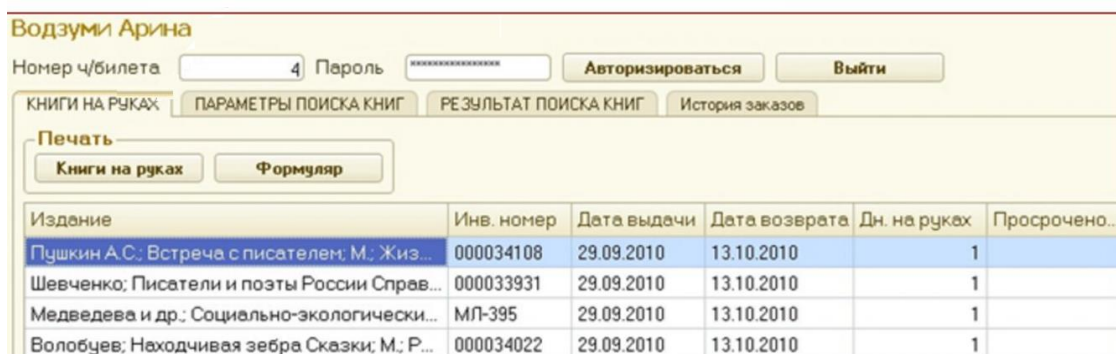 Водзуми Арина
Номер ч/билета 4 Пароль **************** Авторизироваться Выйти
КНИГИ НА РУКАХ ПАРАМЕТРЫ ПОИСКА КНИГ РЕЗУЛЬТАТ ПОИСКА КНИГ История заказов
Печать
Книги на руках Формуляр
Издание Инв. номер Дата выдачи Дата возврата Дн. на руках Просрочено...
Пушкин А.С.; Встреча с писателем; М.; Жиз... 000034108 29.09.2010 13.10.2010 1
Шевченко; Писатели и поэты России Справ... 000033931 29.09.2010 13.10.2010 1
Медведева и др.; Социально-экологически... МЛ-395 29.09.2010 13.10.2010 1
Волобуев; Находчивая зебра Сказки; М.; Р... 000034022 29.09.2010 13.10.2010 1